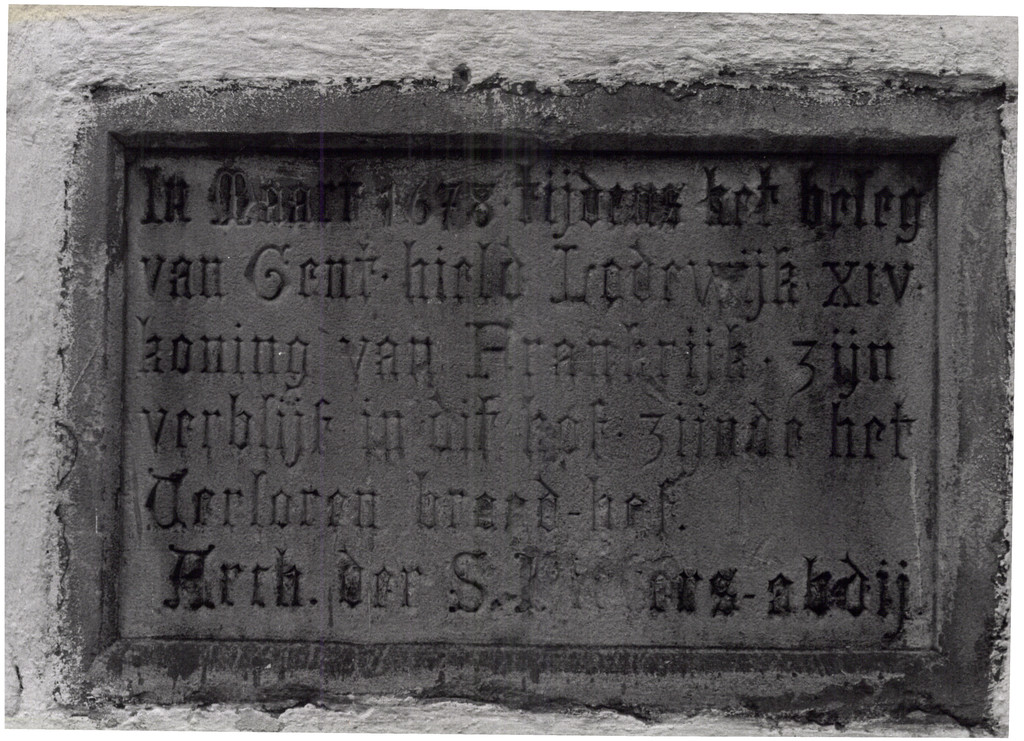 In Maart 1678 · tijdens het beleg
van Gent · hield Lodewijk XIV ·
koning van Frankrijk · zijn
verblijf in dit hof · zijnde het
Verloren breed-hof.
Arch. der S.-Pieters-abdij